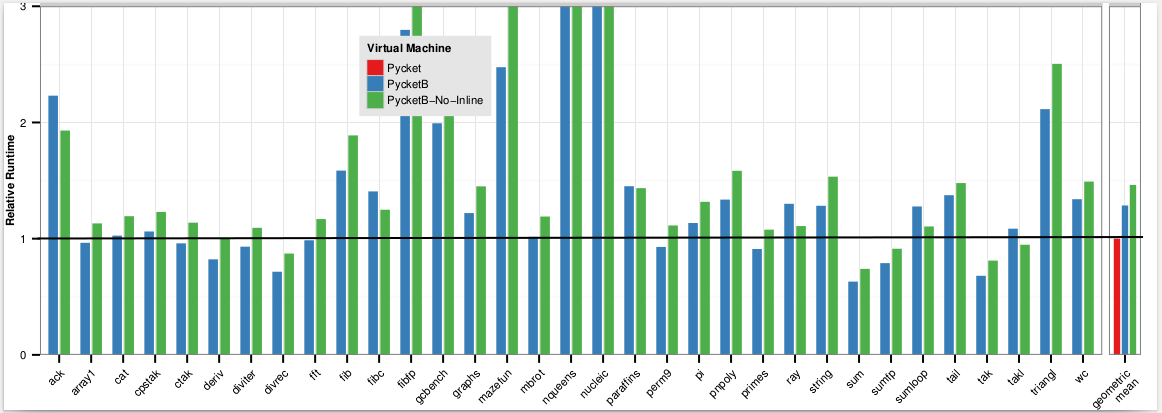 3
2
1
0
Relative Runtime
Virtual Machine
Pycket
PycketB
PycketB-No-Inline
ack
array1
cat
cpstak
ctak
deriv
diviter
divrec
fft
fib
fibc
fibfp
gcbench
graphs
mazefun
mbrot
nqueens
nucleic
paraffins
perm9
pi
pnpoly
primes
ray
string
sum
sumfp
sumloop
tail
tak
takl
triangl
wc
geometric
mean